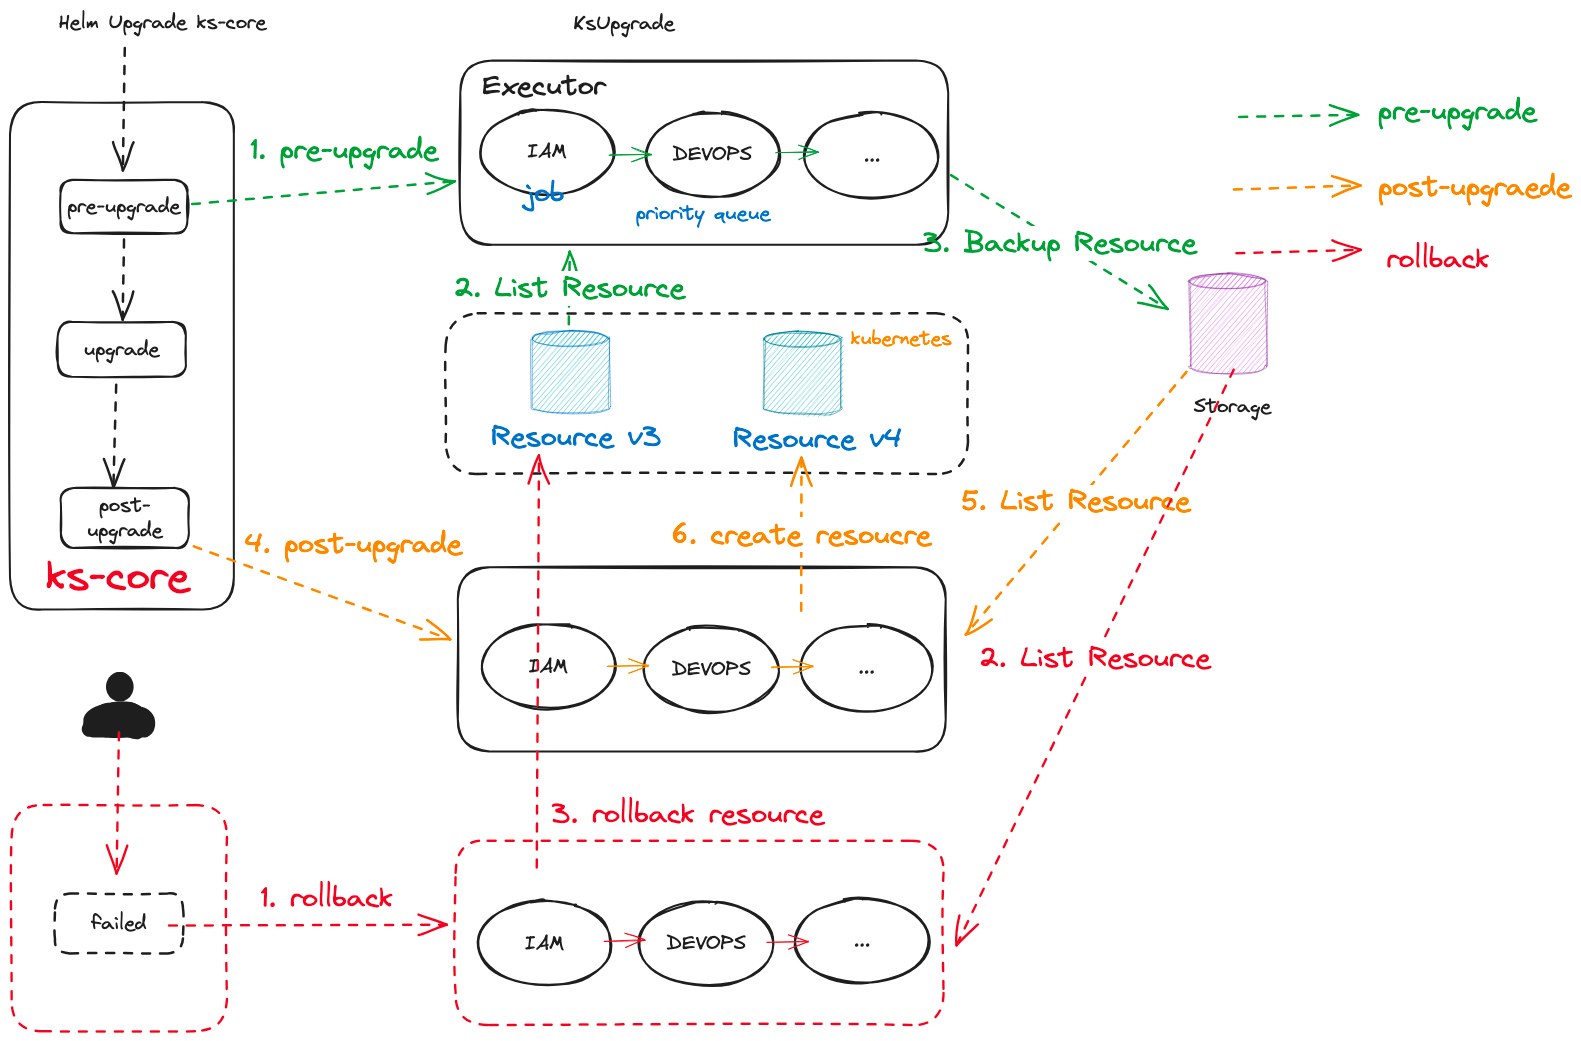 Helm Upgrade ks-core
KsUpgrade
Executor
IAM
DEVOPS
...
job
priority queue
pre-upgrade
1. pre-upgrade
pre-upgrade
post-upgraede
rollback
3. Backup Resource
2. List Resource
upgrade
kubernetes
Resource v3
Resource v4
Storage
post-
upgrade
ks-core
4. post-upgrade
6. create resoucre
5. List Resource
IAM
DEVOPS
...
2. List Resource
3. rollback resource
failed
1. rollback
IAM
DEVOPS
...